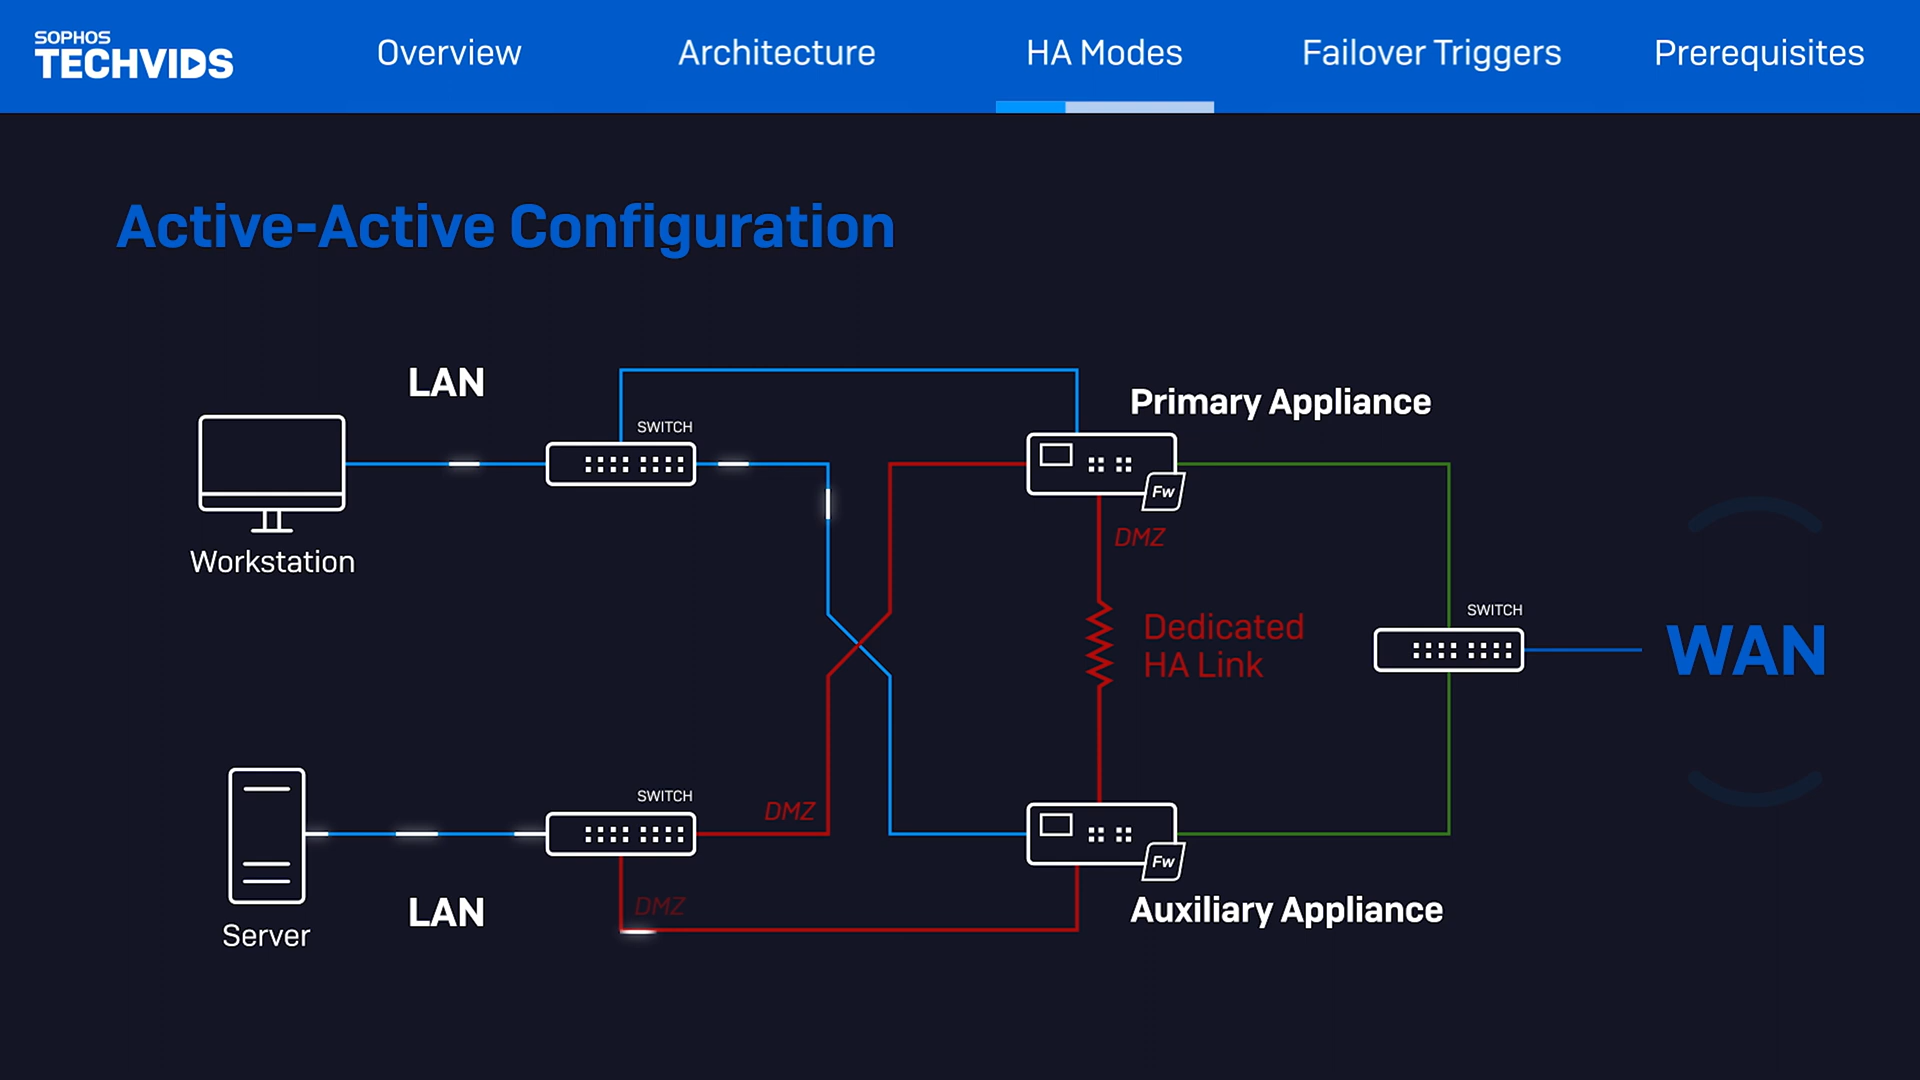 SOPHOS
TECHVIDS
Overview
Architecture
HA Modes
Failover Triggers
Prerequisites
Active-Active Configuration
LAN
SWITCH
Primary Appliance
Fw
Workstation
DMZ
Dedicated
HA Link
SWITCH
WAN
SWITCH
DMZ
Fw
DMZ
LAN
Auxiliary Appliance
Server